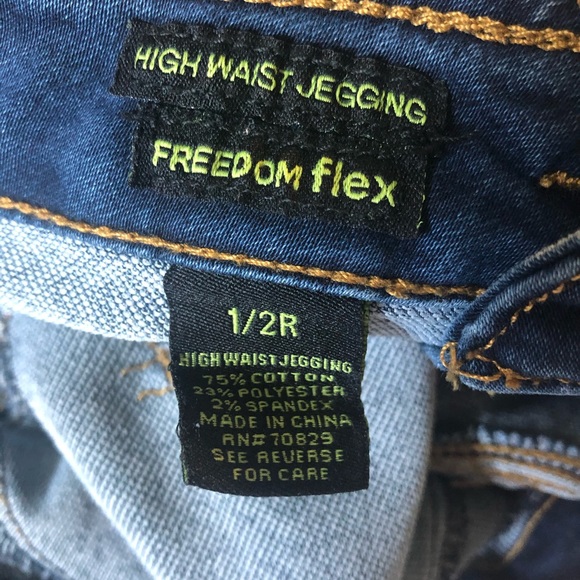 HIGH WAIST JEGGING
FREEDOM flex
1/2R
HIGH WAIST JEGGING
75% COTTON
23% POLYESTER
2% SPANDEX
MADE IN CHINA
RN# 70829
SEE REVERSE
FOR CARE